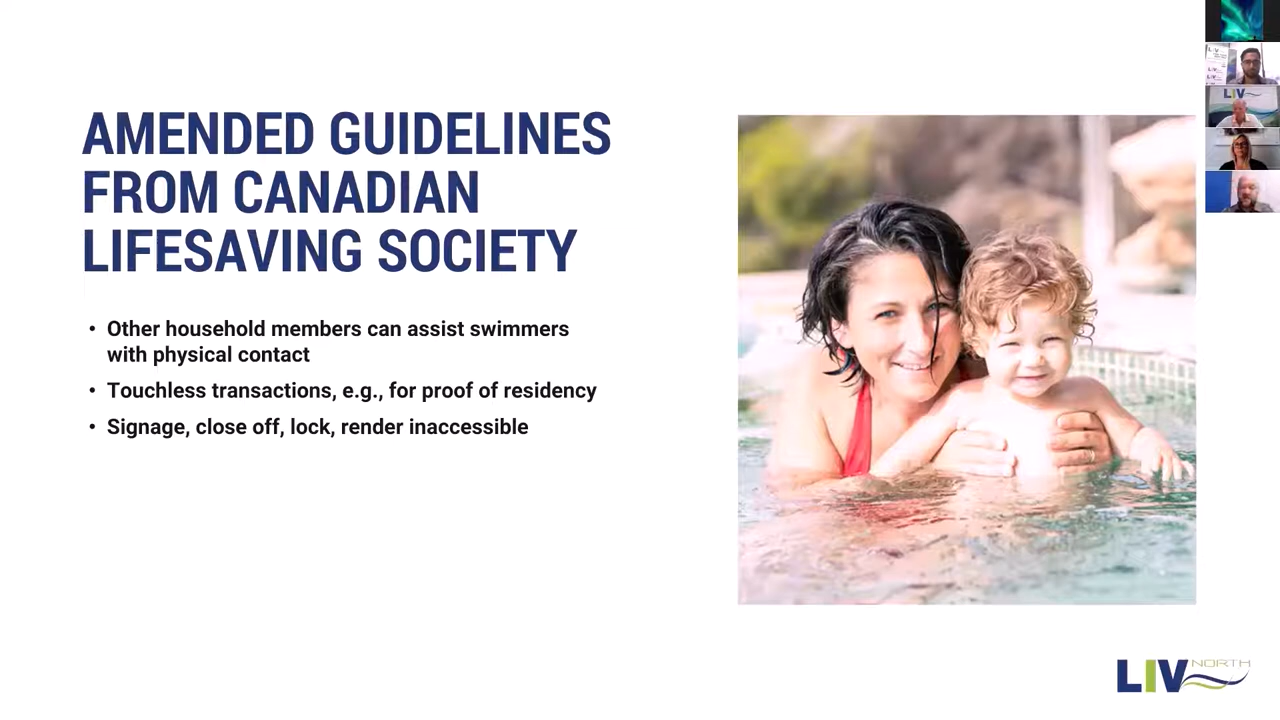 AMENDED GUIDELINES
FROM CANADIAN
LIFESAVING SOCIETY
• Other household members can assist swimmers
with physical contact
• Touchless transactions, e.g., for proof of residency
• Signage, close off, lock, render inaccessible
LIV NORTH
LIV